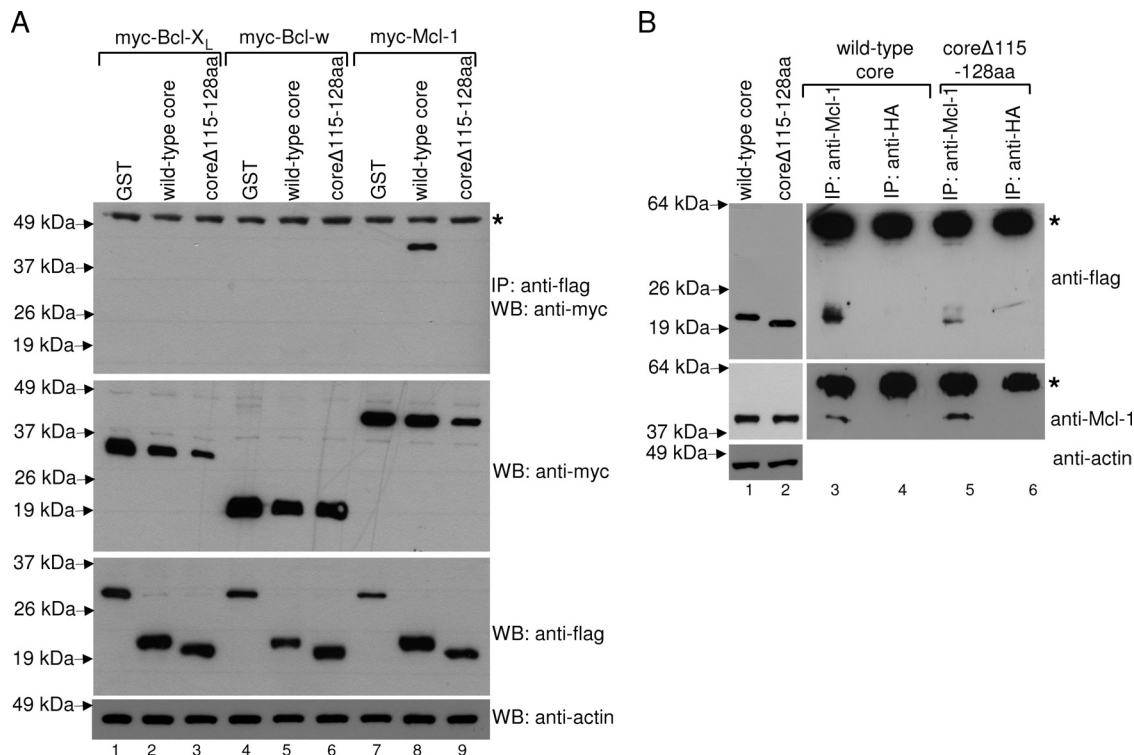 A
myc-Bcl-XL
myc-Bcl-w
myc-Mcl-1
GST
wild-type core
coreΔ115-128aa
GST
wild-type core
coreΔ115-128aa
GST
wild-type core
coreΔ115-128aa
49 kDa
37 kDa
26 kDa
19 kDa
*
IP: anti-flag
WB: anti-myc
49 kDa
37 kDa
26 kDa
19 kDa
WB: anti-myc
37 kDa
26 kDa
19 kDa
WB: anti-flag
49 kDa
WB: anti-actin
1 2 3 4 5 6 7 8 9
B
wild-type
core
coreΔ115
-128aa
wild-type core
coreΔ115-128aa
IP: anti-Mcl-1
IP: anti-HA
IP: anti-Mcl-1
IP: anti-HA
64 kDa
26 kDa
19 kDa
*
anti-flag
64 kDa
37 kDa
*
anti-Mcl-1
49 kDa
anti-actin
1 2 3 4 5 6